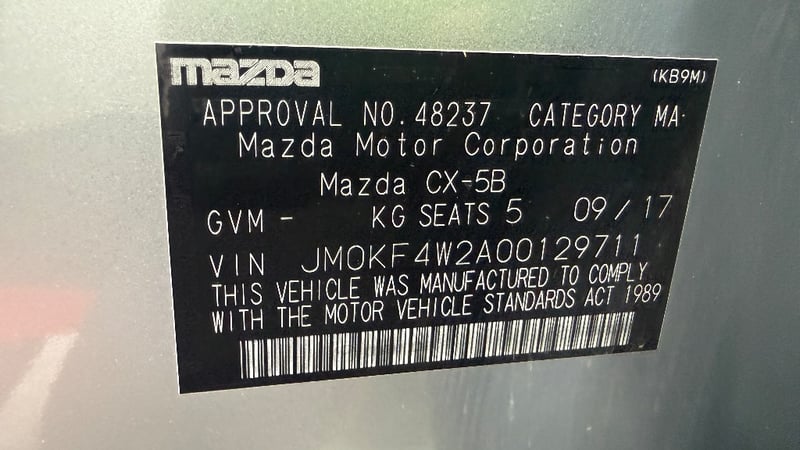 mazda (KB9M)
APPROVAL NO. 48237 CATEGORY MA
Mazda Motor Corporation
Mazda CX-5B
GVM - KG SEATS 5 09/17
VIN JM0KF4W2A00129711
THIS VEHICLE WAS MANUFACTURED TO COMPLY
WITH THE MOTOR VEHICLE STANDARDS ACT 1989